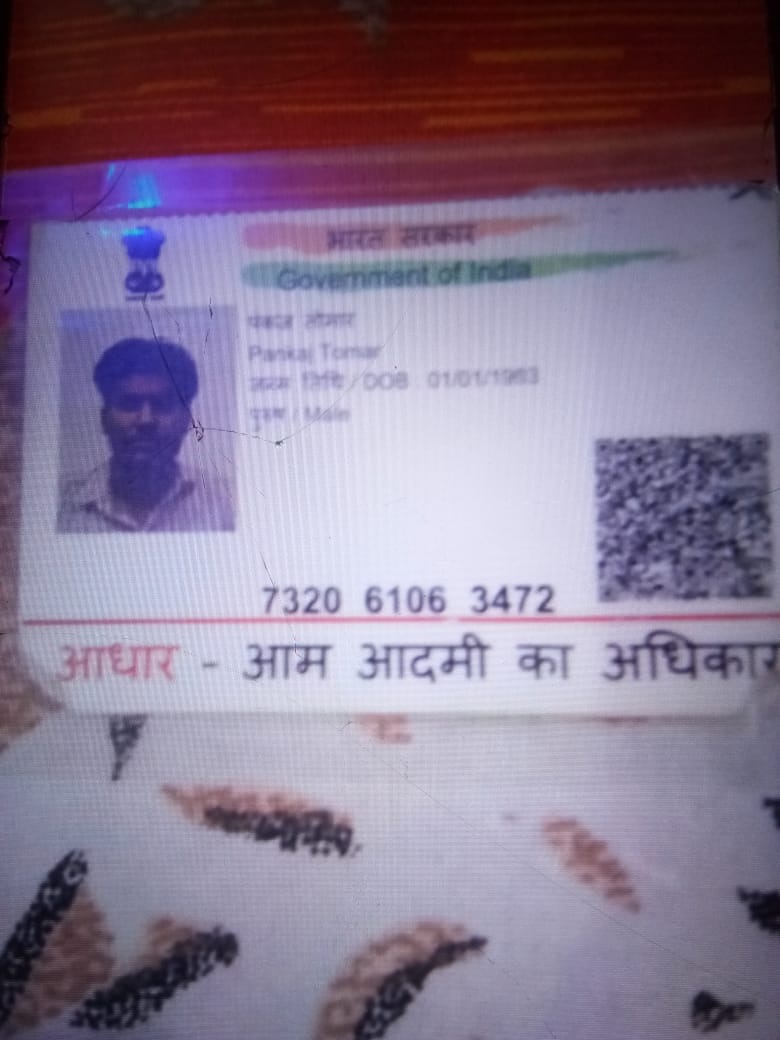 भारत सरकार
Government of India
पंकज तोमर
Pankaj Tomar
जन्म तिथि / DOB 01/01/1983
पुरुष / Male
7320 6106 3472
आधार - आम आदमी का अधिकार